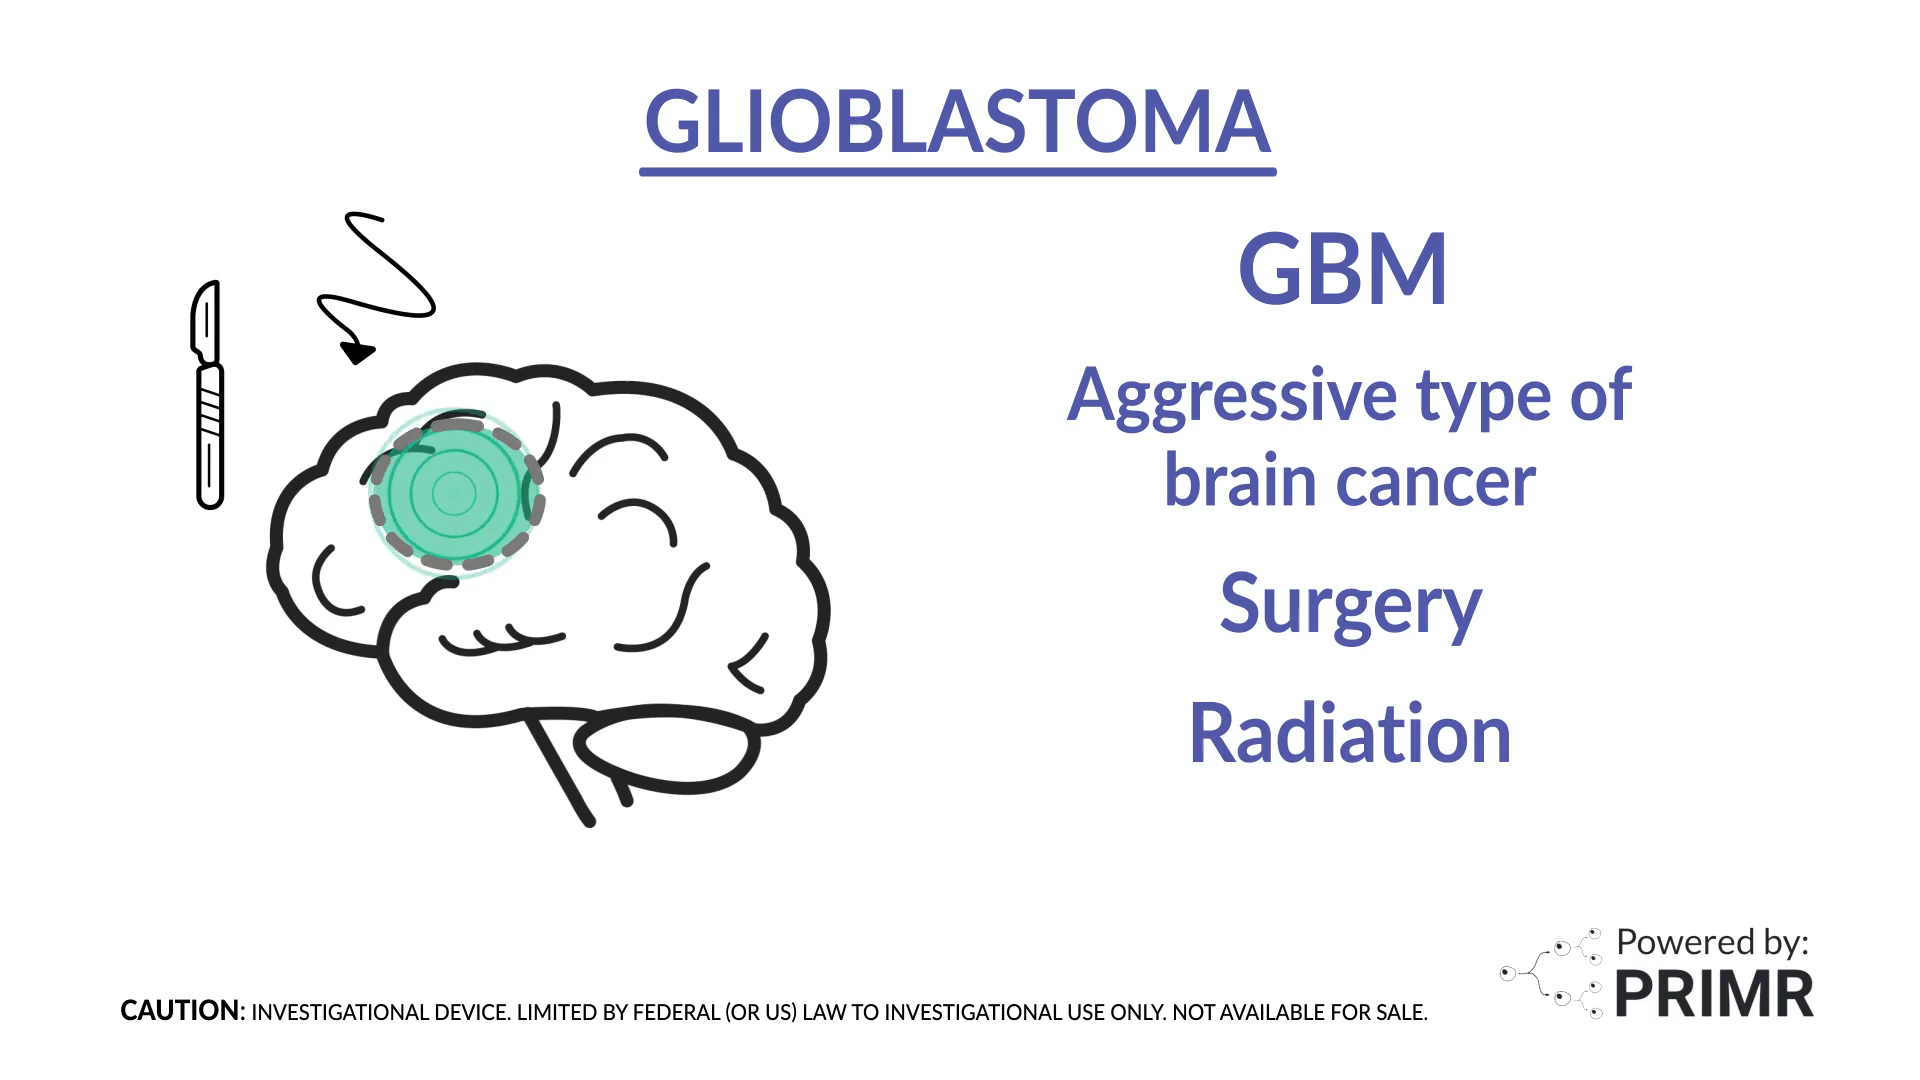 GLIOBLASTOMA
GBM
Aggressive type of
brain cancer
Surgery
Radiation
Powered by:
PRIMR
CAUTION: INVESTIGATIONAL DEVICE. LIMITED BY FEDERAL (OR US) LAW TO INVESTIGATIONAL USE ONLY. NOT AVAILABLE FOR SALE.